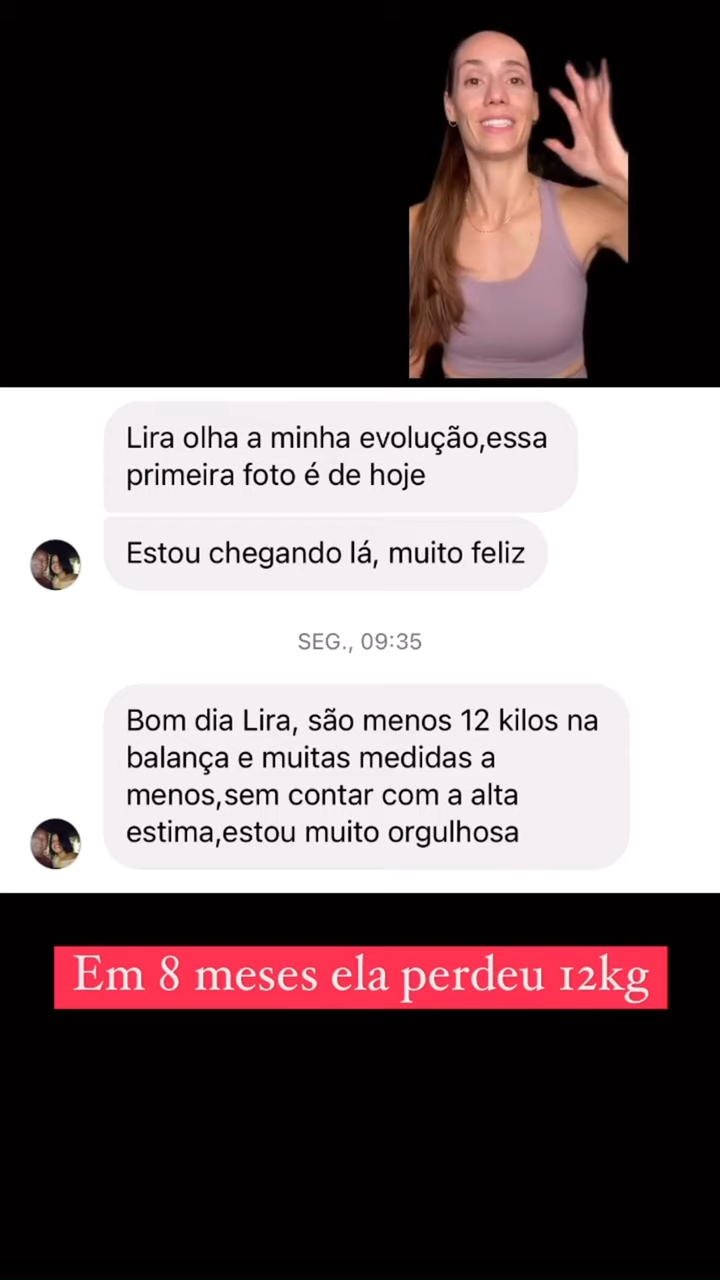 Lira olha a minha evolução,essa
primeira foto é de hoje
Estou chegando lá, muito feliz
SEG., 09:35
Bom dia Lira, são menos 12 kilos na
balança e muitas medidas a
menos,sem contar com a alta
estima,estou muito orgulhosa
Em 8 meses ela perdeu 12kg